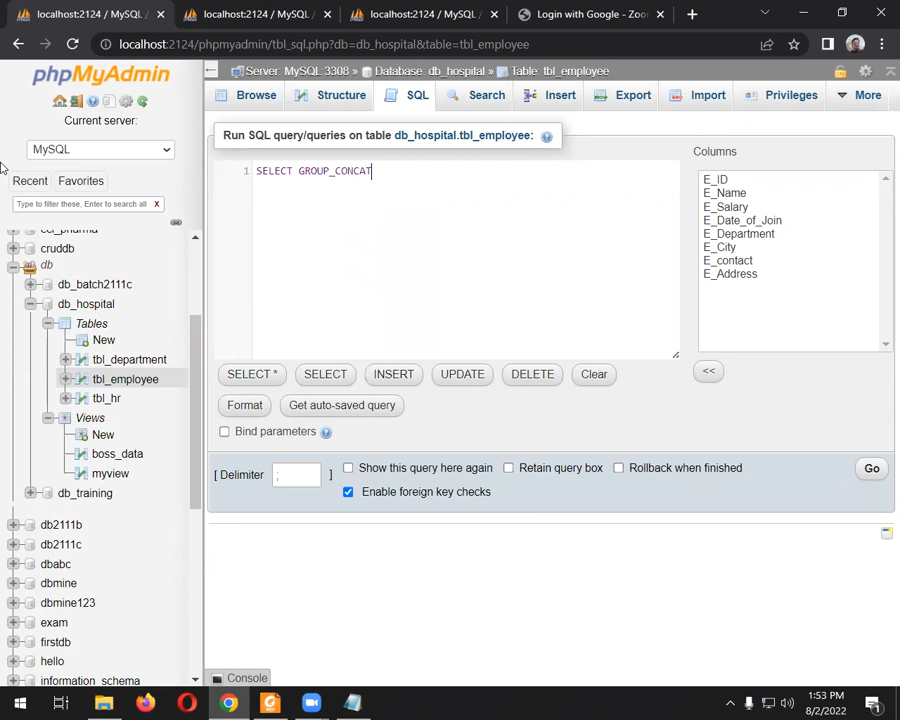 localhost:2124 / MySQL
localhost:2124 / MySQL
localhost:2124 / MySQL
Login with Google - Zoo
localhost:2124/phpmyadmin/tbl_sql.php?db=db_hospital&table=tbl_employee
phpMyAdmin
Current server:
MySQL
Recent
Favorites
Type to filter these, Enter to search all
X
cruddb
db
db_batch2111c
db_hospital
Tables
New
tbl_department
tbl_employee
tbl_hr
Views
New
boss_data
myview
db_training
db2111b
db2111c
dbabc
dbmine
dbmine123
exam
firstdb
hello
information_schema
Server: MySQL:3308 » Database: db_hospital » Table: tbl_employee
Browse
Structure
SQL
Search
Insert
Export
Import
Privileges
More
Run SQL query/queries on table db_hospital.tbl_employee:
1
SELECT GROUP_CONCAT
Columns
E_ID
E_Name
E_Salary
E_Date_of_Join
E_Department
E_City
E_contact
E_Address
SELECT *
SELECT
INSERT
UPDATE
DELETE
Clear
<<
Format
Get auto-saved query
Bind parameters
[ Delimiter
;
]
Show this query here again
Retain query box
Rollback when finished
Go
Enable foreign key checks
Console
1:53 PM
8/2/2022
1